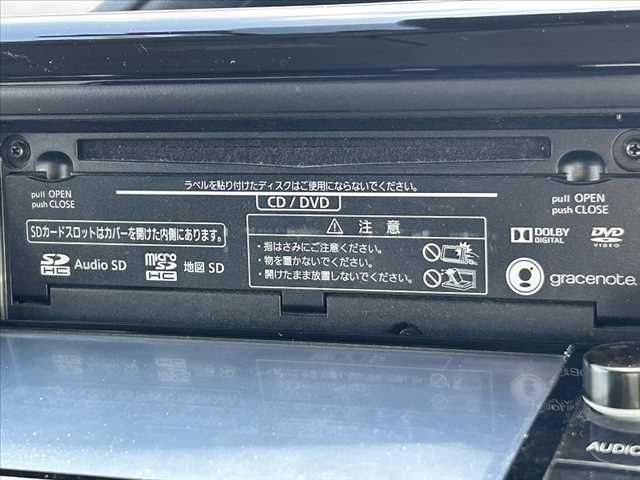 ラベルを貼り付けたディスクはご使用にならないでください。
pull OPEN
push CLOSE
CD / DVD
pull OPEN
push CLOSE
SDカードスロットはカバーを開けた内側にあります。
⚠ 注 意
・指はさみにご注意ください。
・物を置かないでください。
・開けたまま放置しないでください。
DOLBY
DIGITAL
DVD
VIDEO
SD
HC
Audio SD
micro
SD
HC
地図 SD
gracenote.
AUDIO